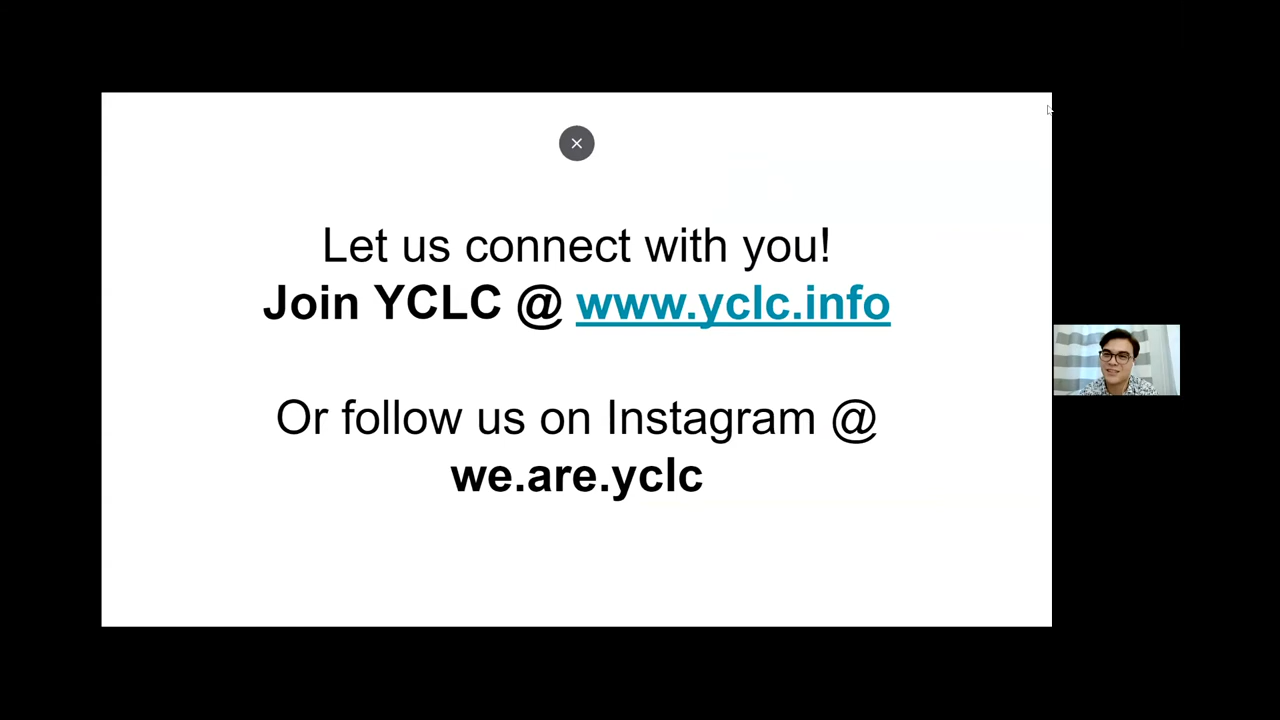 Let us connect with you!
Join YCLC @ www.yclc.info
Or follow us on Instagram @
we.are.yclc